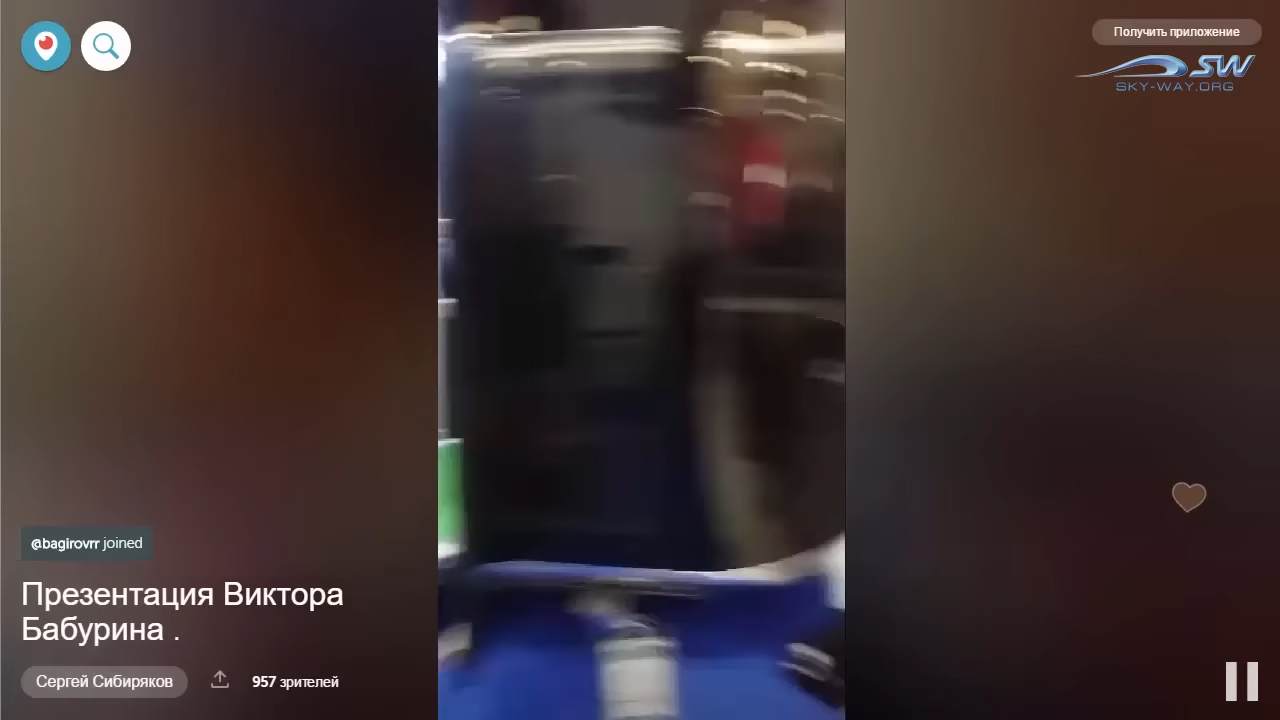 Получить приложение
SW
SKY-WAY.ORG
@bagirovrr joined
Презентация Виктора
Бабурина .
Сергей Сибиряков
957 зрителей